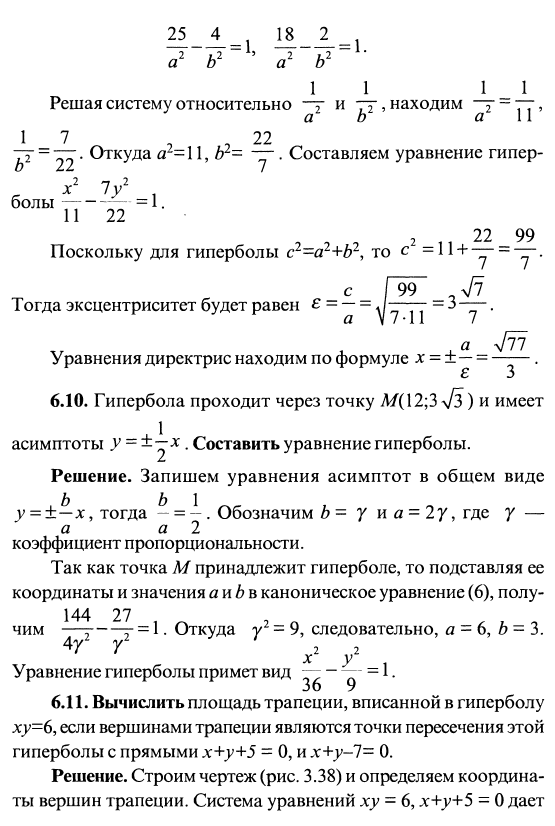 25/a² − 4/b² = 1, 18/a² − 2/b² = 1.
Решая систему относительно 1/a² и 1/b², находим 1/a² = 1/11,
1/b² = 7/22. Откуда a²=11, b²= 22/7. Составляем уравнение гипер-
болы x²/11 − 7y²/22 = 1.
Поскольку для гиперболы c²=a²+b², то c² = 11 + 22/7 = 99/7.
Тогда эксцентриситет будет равен ε = c/a = √(99/(7·11)) = 3 √7/7.
Уравнения директрис находим по формуле x = ± a/ε = √77/3.
6.10. Гипербола проходит через точку M(12;3√3) и имеет
асимптоты y = ± 1/2 x. Составить уравнение гиперболы.
Решение. Запишем уравнения асимптот в общем виде
y = ± b/a x, тогда b/a = 1/2. Обозначим b = γ и a = 2γ, где γ —
коэффициент пропорциональности.
Так как точка M принадлежит гиперболе, то подставляя ее
координаты и значения a и b в каноническое уравнение (6), полу-
чим 144/4γ² − 27/γ² = 1. Откуда γ² = 9, следовательно, a = 6, b = 3.
Уравнение гиперболы примет вид x²/36 − y²/9 = 1.
6.11. Вычислить площадь трапеции, вписанной в гиперболу
xy=6, если вершинами трапеции являются точки пересечения этой
гиперболы с прямыми x+y+5 = 0, и x+y–7= 0.
Решение. Строим чертеж (рис. 3.38) и определяем координа-
ты вершин трапеции. Система уравнений xy = 6, x+y+5 = 0 дает